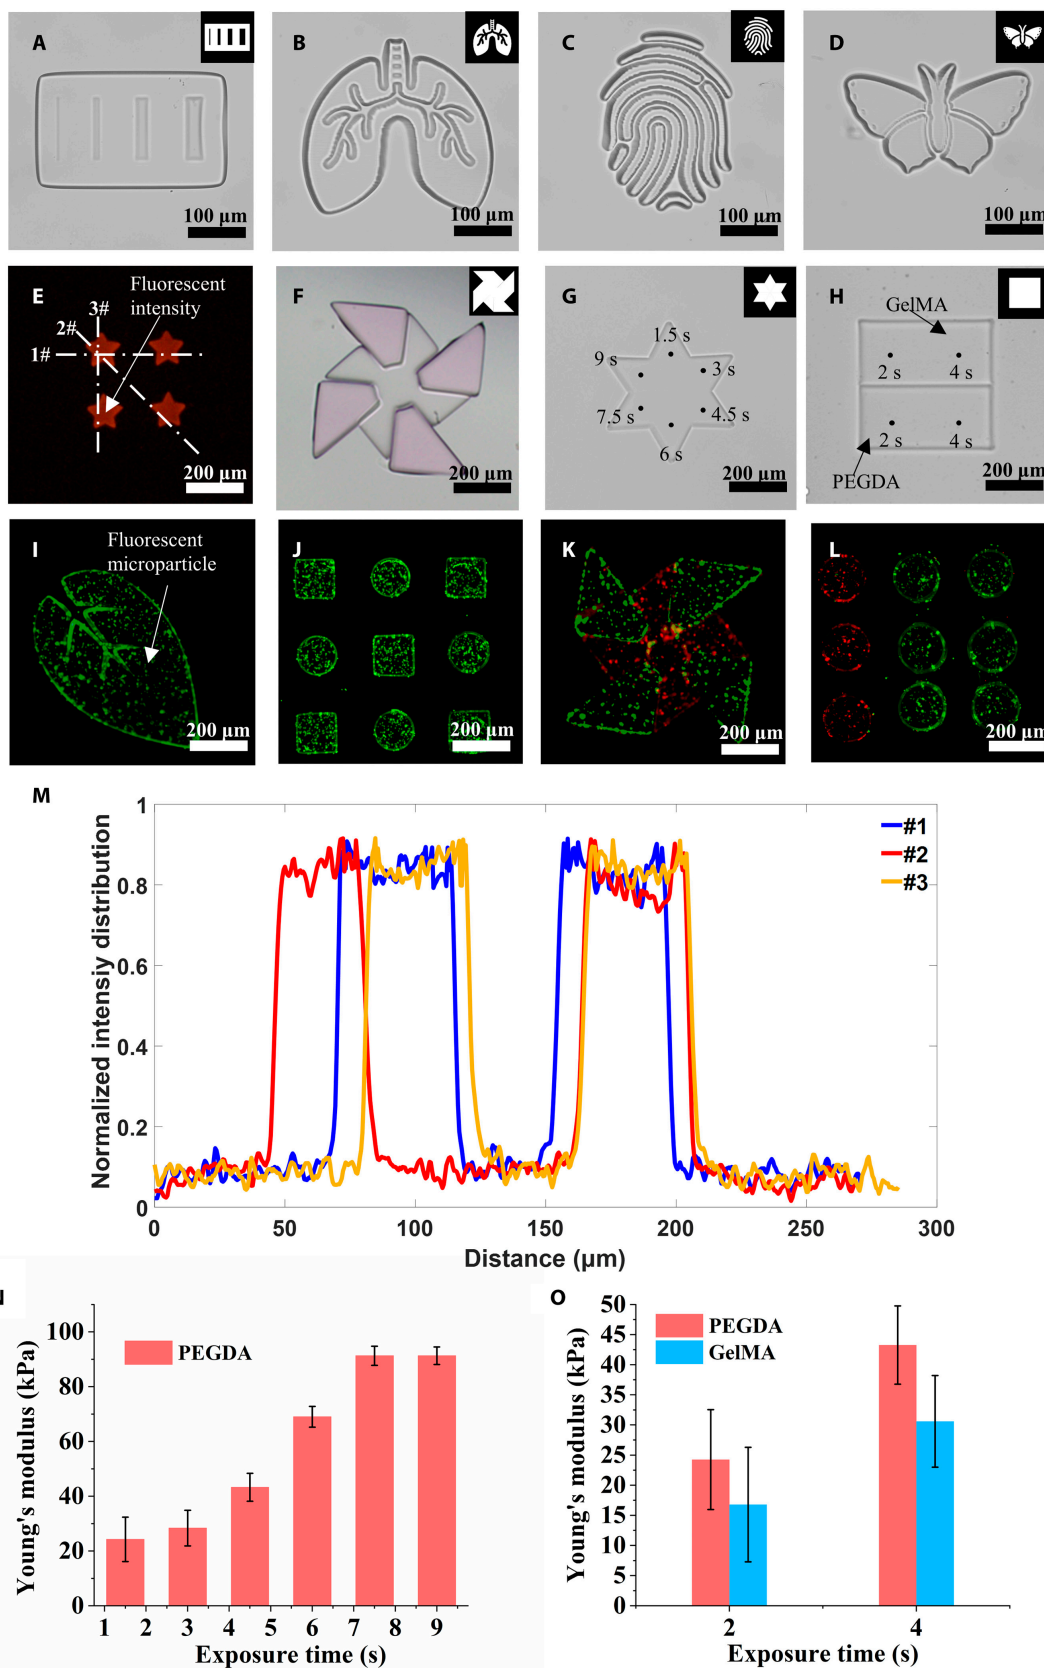 A
B
C
D
100 µm
100 µm
100 µm
100 µm
E
Fluorescent
intensity
3#
2#
1#
200 µm
F
200 µm
G
1.5 s
9 s
3 s
7.5 s
4.5 s
6 s
200 µm
H
GelMA
2 s
4 s
2 s
4 s
PEGDA
200 µm
I
Fluorescent
microparticle
200 µm
J
200 µm
K
200 µm
L
200 µm
M
Normalized intensiy distribution
1
0.8
0.6
0.4
0.2
0
#1
#2
#3
0 50 100 150 200 250 300
Distance (µm)
N
Young's modulus (kPa)
100
80
60
40
20
0
PEGDA
1 2 3 4 5 6 7 8 9
Exposure time (s)
O
Young's modulus (kPa)
50
45
40
35
30
25
20
15
10
5
0
PEGDA
GelMA
2 4
Exposure time (s)